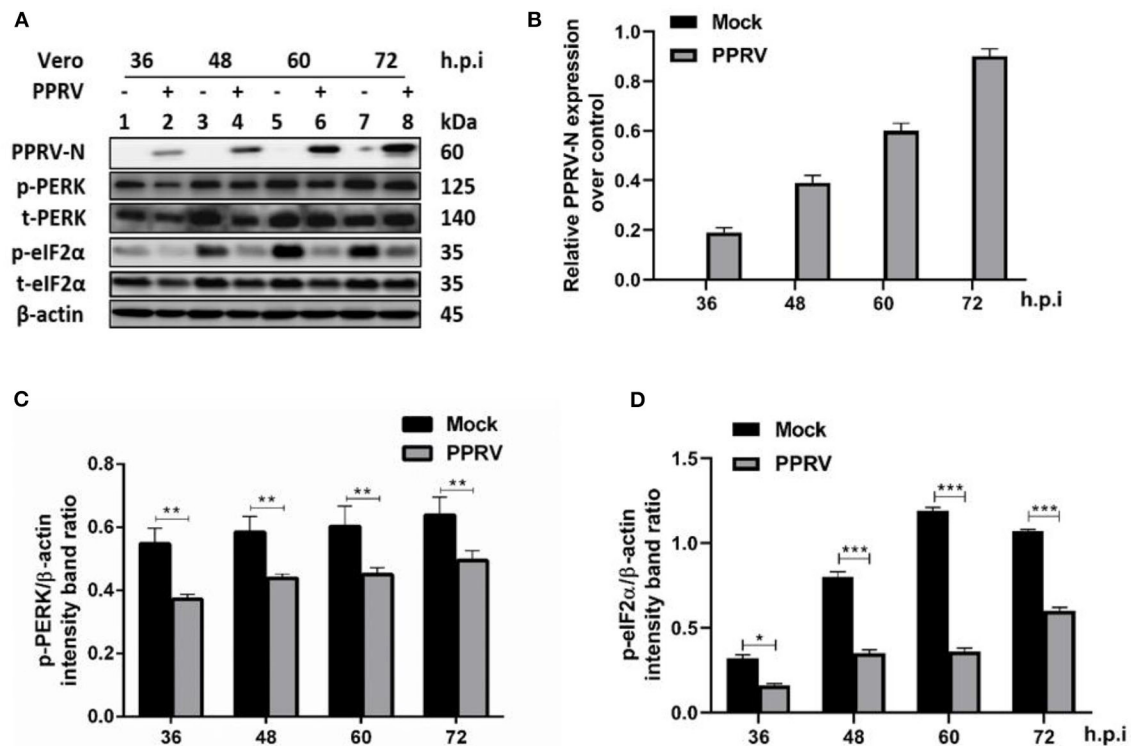 A
Vero 36 48 60 72 h.p.i
PPRV - + - + - + - +
1 2 3 4 5 6 7 8 kDa
PPRV-N 60
p-PERK 125
t-PERK 140
p-eIF2α 35
t-eIF2α 35
β-actin 45
B
Mock
PPRV
Relative PPRV-N expression
over control
1.0
0.8
0.6
0.4
0.2
0.0
36 48 60 72 h.p.i
C
Mock
PPRV
p-PERK/β-actin
intensity band ratio
0.8
0.6
0.4
0.2
0.0
** ** ** **
36 48 60 72
D
Mock
PPRV
p-eIF2α/β-actin
intensity band ratio
1.5
1.0
0.5
0.0
* *** *** ***
36 48 60 72 h.p.i